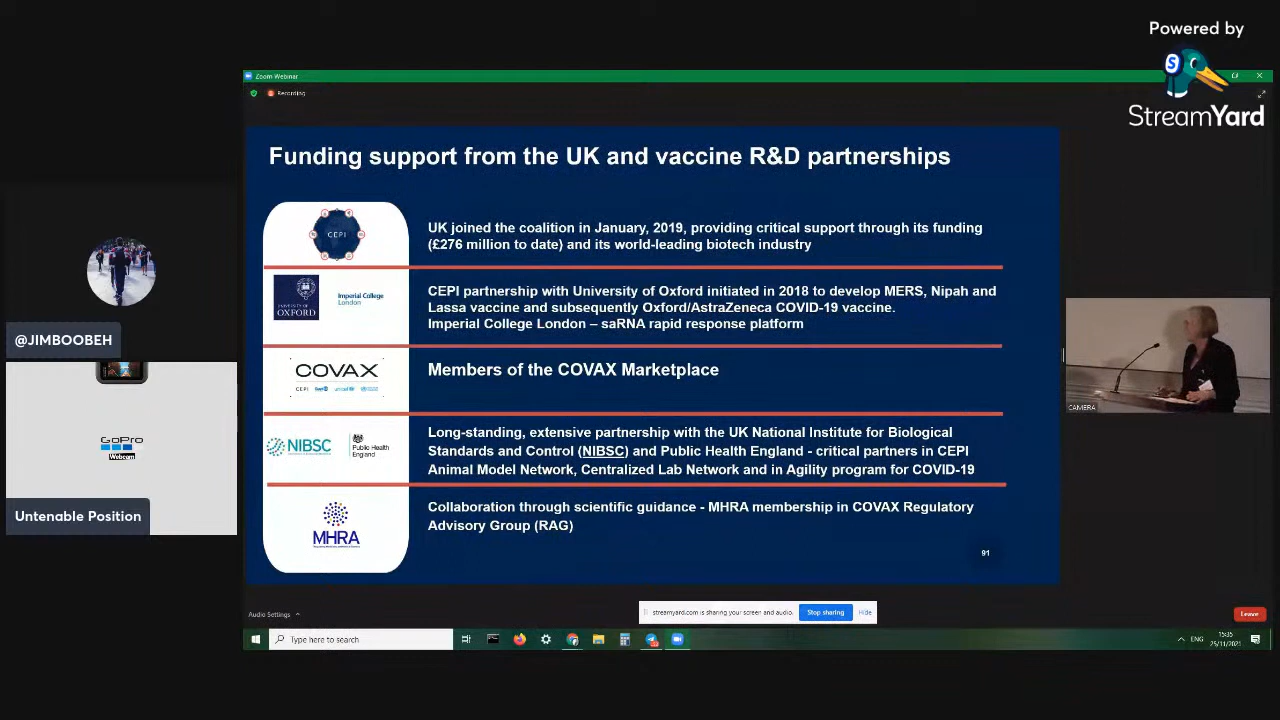 Powered by
StreamYard
Zoom Webinar
Recording
Funding support from the UK and vaccine R&D partnerships
CEPI
UK joined the coalition in January, 2019, providing critical support through its funding
(£276 million to date) and its world-leading biotech industry
UNIVERSITY OF
OXFORD
Imperial College
London
CEPI partnership with University of Oxford initiated in 2018 to develop MERS, Nipah and
Lassa vaccine and subsequently Oxford/AstraZeneca COVID-19 vaccine.
Imperial College London – saRNA rapid response platform
COVAX
CEPI
Members of the COVAX Marketplace
NIBSC
Public Health
England
Long-standing, extensive partnership with the UK National Institute for Biological
Standards and Control (NIBSC) and Public Health England - critical partners in CEPI
Animal Model Network, Centralized Lab Network and in Agility program for COVID-19
MHRA
Collaboration through scientific guidance - MHRA membership in COVAX Regulatory
Advisory Group (RAG)
91
@JIMBOOBEH
GoPro
Webcam
Untenable Position
CAMERA
Audio Settings
streamyard.com is sharing your screen and audio.
Stop sharing
Hide
Leave
Type here to search
ENG
15:35
25/11/2021